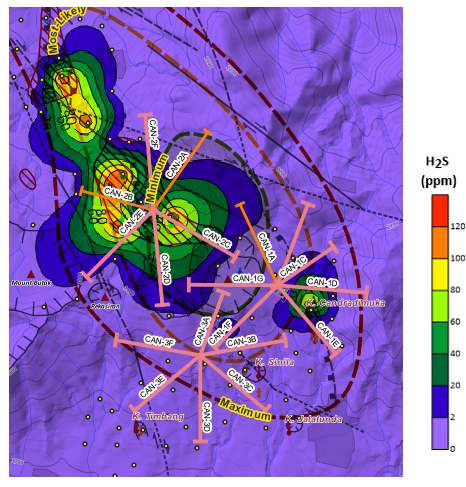 Most-Likely
H2S
(ppm)
120
100
80
60
40
20
2
0
CAN-2F
CAN-2A
Minimum
CAN-2B
CAN-2E
CAN-2C
CAN-2D
CAN-1A
CAN-1C
CAN-1G
CAN-1D
K. Candradimuka
CAN-1F
CAN-1E
CAN-3A
CAN-3F
CAN-3B
CAN-3E
CAN-3C
CAN-3D
K. Sinila
K. Timbang
Maximum
K. Jalatunda
80